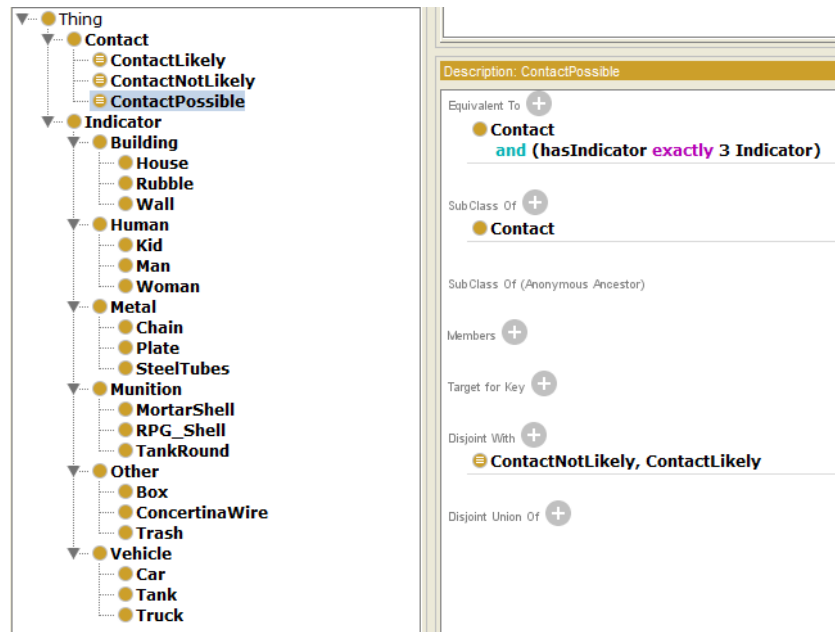 Thing
Contact
ContactLikely
ContactNotLikely
ContactPossible
Indicator
Building
House
Rubble
Wall
Human
Kid
Man
Woman
Metal
Chain
Plate
SteelTubes
Munition
MortarShell
RPG_Shell
TankRound
Other
Box
ConcertinaWire
Trash
Vehicle
Car
Tank
Truck
Description: ContactPossible
Equivalent To
Contact
and (hasIndicator exactly 3 Indicator)
SubClass Of
Contact
SubClass Of (Anonymous Ancestor)
Members
Target for Key
Disjoint With
ContactNotLikely, ContactLikely
Disjoint Union Of